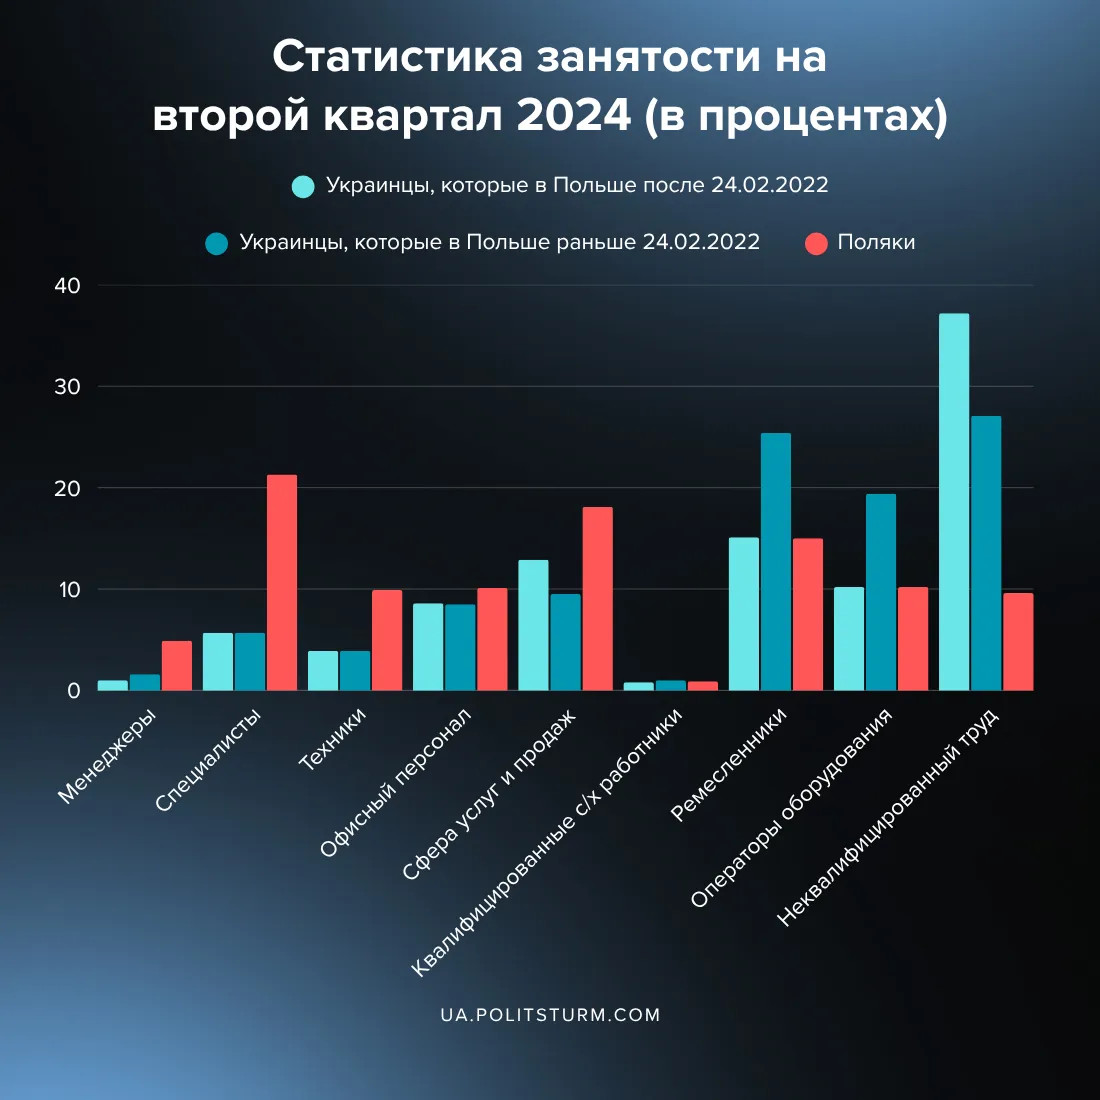 Статистика занятости на
второй квартал 2024 (в процентах)
Украинцы, которые в Польше после 24.02.2022
Украинцы, которые в Польше раньше 24.02.2022
Поляки
40
30
20
10
0
Менеджеры
Специалисты
Техники
Офисный персонал
Сфера услуг и продаж
Квалифицированные с/х работники
Ремесленники
Операторы оборудования
Неквалифицированный труд
UA.POLITSTURM.COM